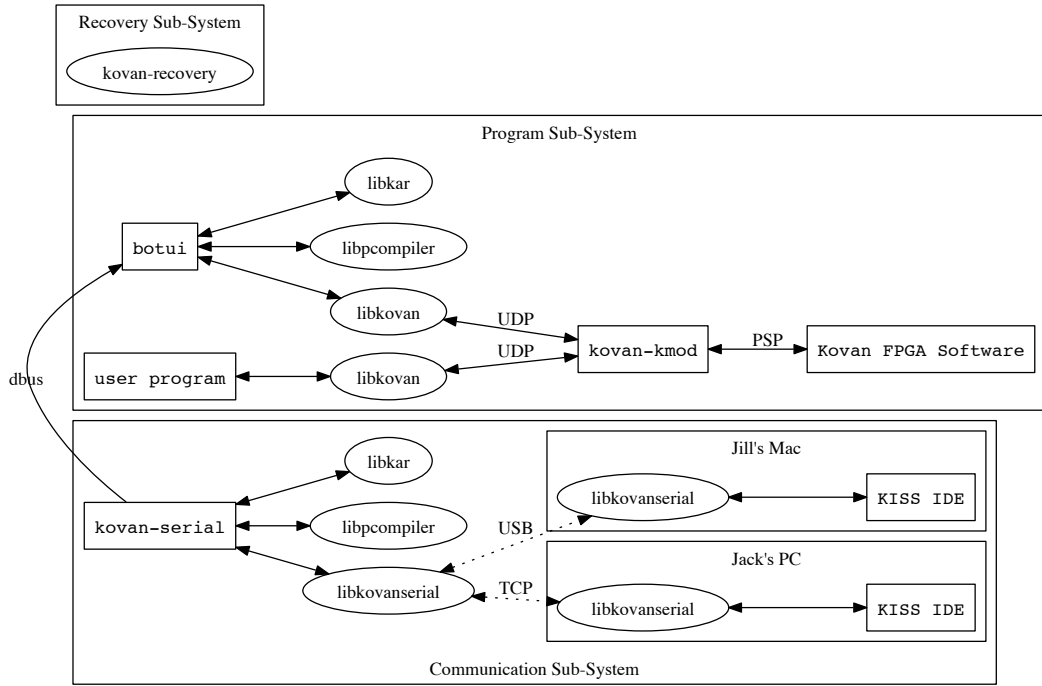 Recovery Sub-System
kovan-recovery
Program Sub-System
libkar
botui
libpcompiler
libkovan
UDP
kovan-kmod
PSP
Kovan FPGA Software
UDP
user program
libkovan
dbus
libkar
Jill's Mac
libkovanserial
KISS IDE
kovan-serial
libpcompiler
USB
libkovanserial
TCP
Jack's PC
libkovanserial
KISS IDE
Communication Sub-System